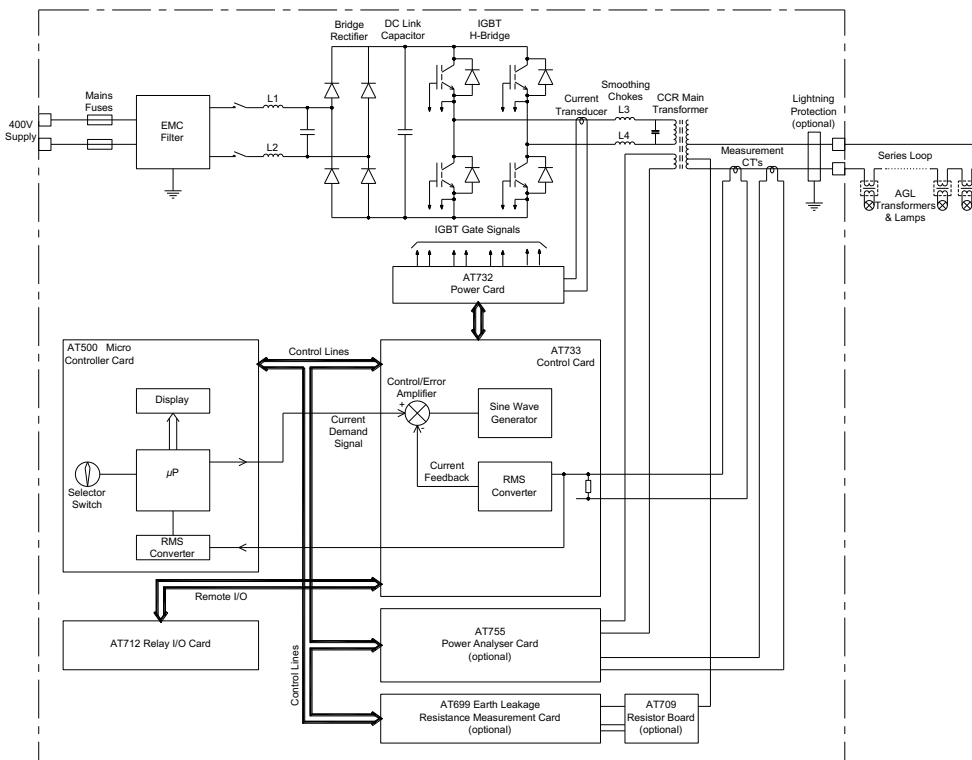 Bridge
Rectifier
DC Link
Capacitor
IGBT
H-Bridge
Mains
Fuses
400V
Supply
EMC
Filter
L1
L2
Current
Transducer
Smoothing
Chokes
L3
L4
CCR Main
Transformer
Lightning
Protection
(optional)
Measurement
CT's
Series Loop
AGL
Transformers
& Lamps
IGBT Gate Signals
AT732
Power Card
AT500 Micro
Controller Card
Control Lines
AT733
Control Card
Display
µP
Selector
Switch
RMS
Converter
Control/Error
Amplifier
+
-
Current
Demand
Signal
Sine Wave
Generator
Current
Feedback
RMS
Converter
Remote I/O
AT712 Relay I/O Card
Control Lines
AT755
Power Analyser Card
(optional)
AT699 Earth Leakage
Resistance Measurement Card
(optional)
AT709
Resistor Board
(optional)